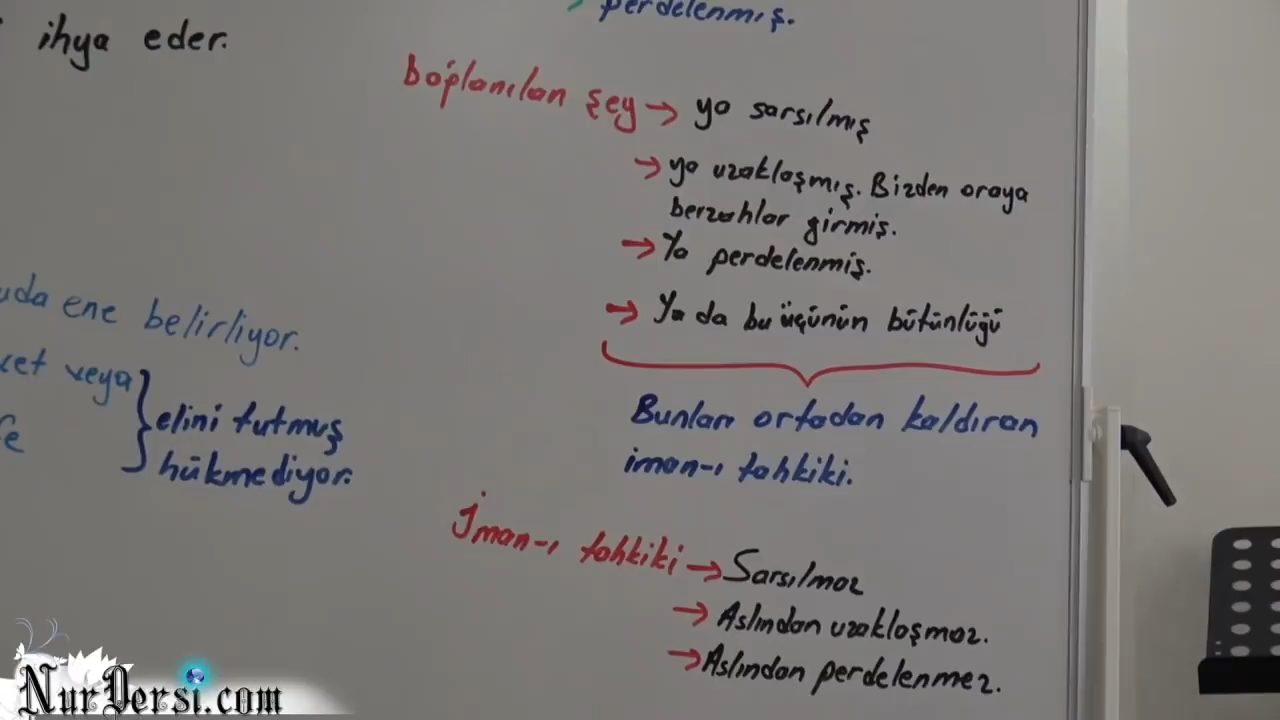 perdelenmiş.
ihya eder.
bağlanılan şey → ya sarsılmış
→ ya uzaklaşmış. Bizden oraya
berzahlar girmiş.
→ Ya perdelenmiş.
→ Ya da bu üçünün bütünlüğü
ene belirliyor.
veya
elini tutmuş
hükmediyor.
Bunları ortadan kaldıran
iman-ı tahkiki.
İman-ı tahkiki → Sarsılmaz
→ Aslından uzaklaşmaz.
→ Aslından perdelenmez.
NurDersi.com